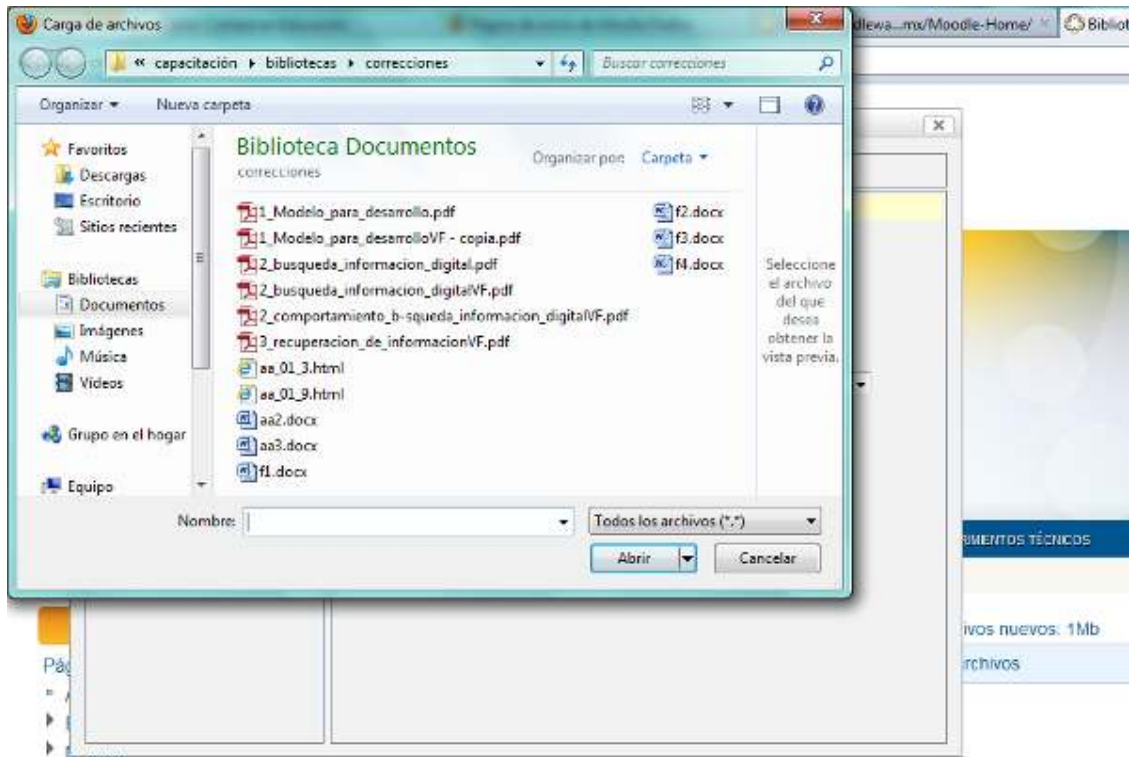 Carga de archivos
dlewa...mx/Moodle-Home/
Bibliot
« capacitación ▸ bibliotecas ▸ correcciones
Buscar correcciones
Organizar
Nueva carpeta
Favoritos
Descargas
Escritorio
Sitios recientes
Bibliotecas
Documentos
Imágenes
Música
Vídeos
Grupo en el hogar
Equipo
Biblioteca Documentos
correcciones
Organizar por: Carpeta
1_Modelo_para_desarrollo.pdf
1_Modelo_para_desarrolloVF - copia.pdf
2_busqueda_informacion_digital.pdf
2_busqueda_informacion_digitalVF.pdf
2_comportamiento_b-squeda_informacion_digitalVF.pdf
3_recuperacion_de_informacionVF.pdf
aa_01_3.html
aa_01_9.html
aa2.docx
aa3.docx
f1.docx
f2.docx
f3.docx
f4.docx
Seleccione
el archivo
del que
desea
obtener la
vista previa.
Nombre:
Todos los archivos (*.*)
Abrir
Cancelar
RIMIENTOS TÉCNICOS
ivos nuevos: 1Mb
rchivos
Pág